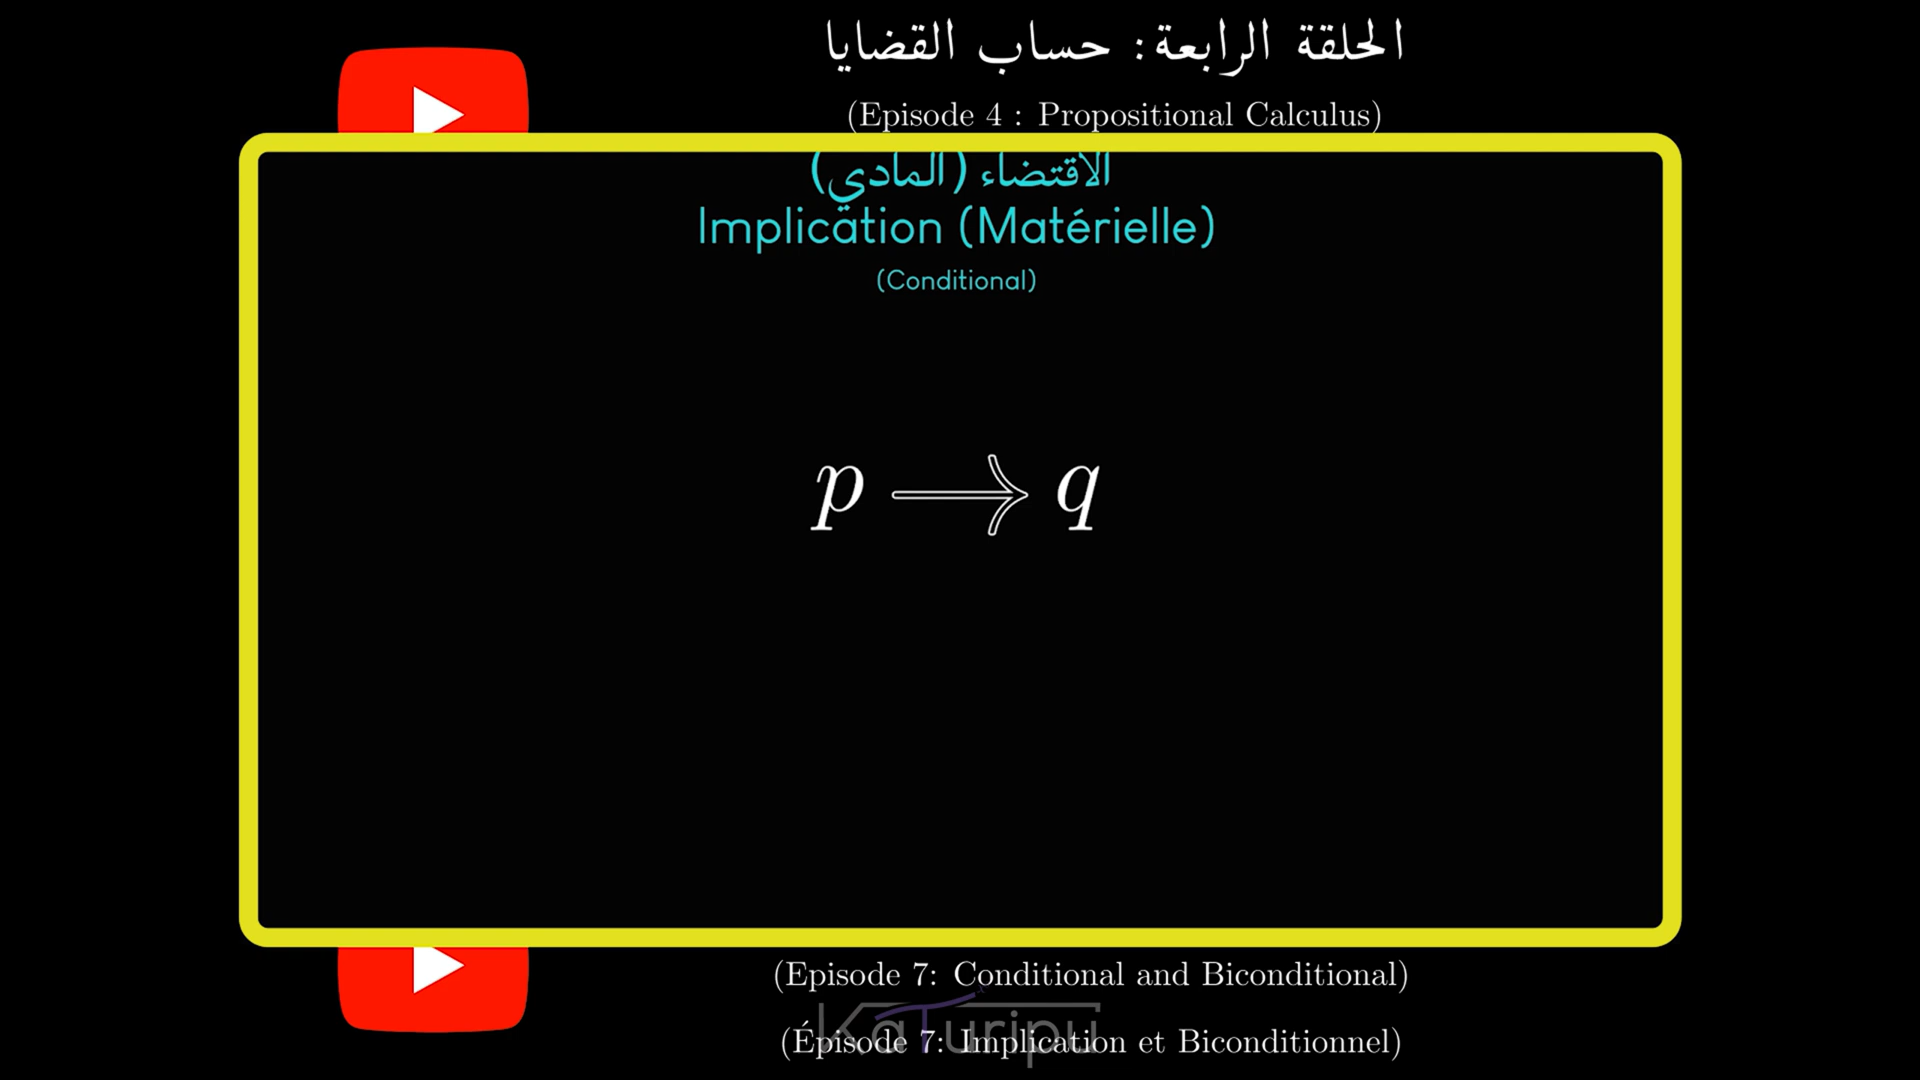 الحلقة الرابعة: حساب القضايا
(Episode 4 : Propositional Calculus)
الاقتضاء (المادي)
Implication (Matérielle)
(Conditional)
p → q
(Episode 7: Conditional and Biconditional)
(Épisode 7: Implication et Biconditionnel)
KaTuripu